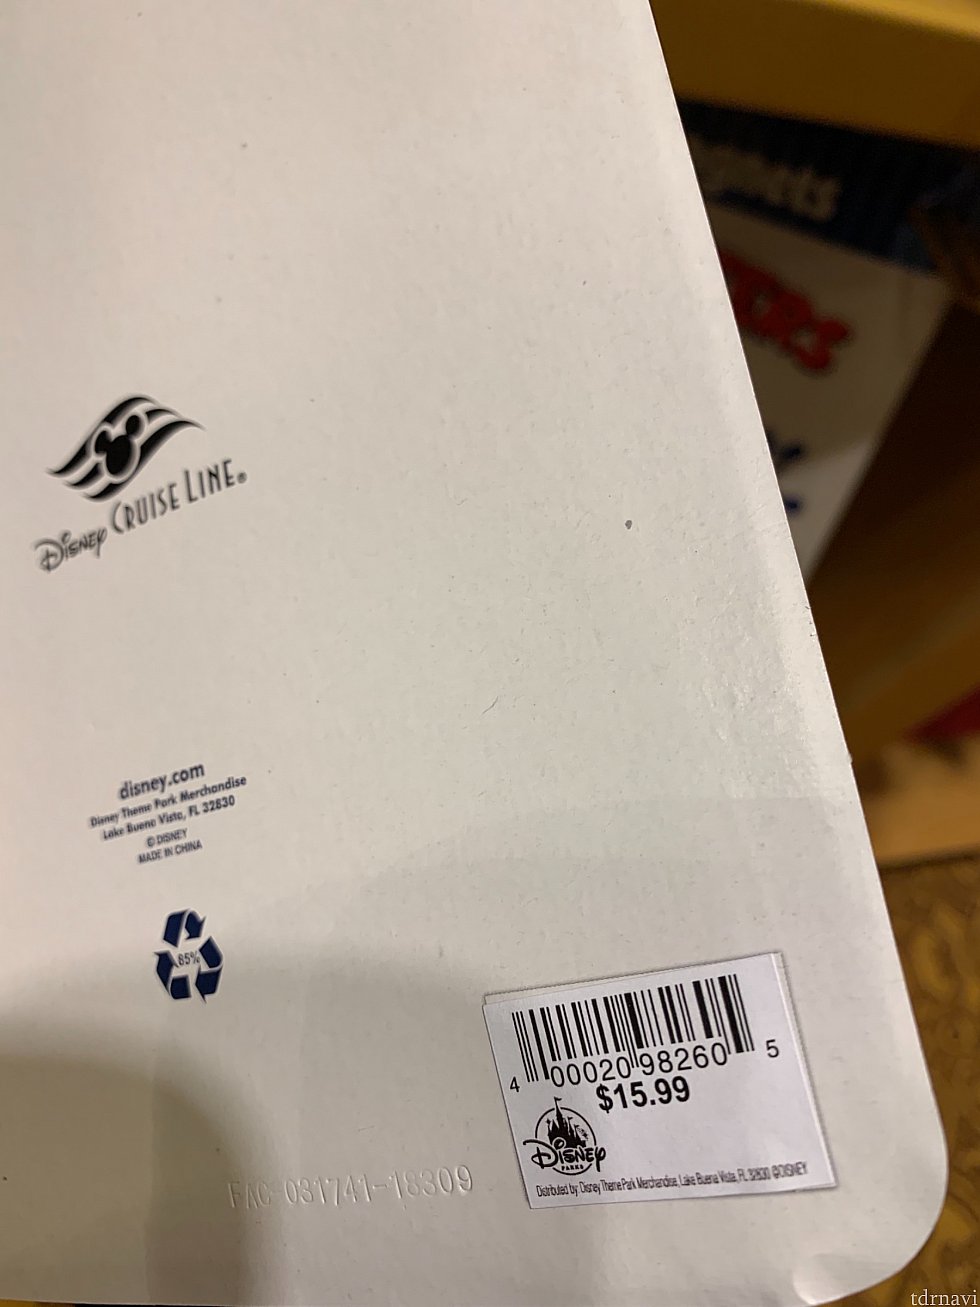 DISNEY CRUISE LINE®
disney.com
Disney Theme Park Merchandise
Lake Buena Vista, FL 32830
© DISNEY
MADE IN CHINA
85%
4 00020 98260 5
$15.99
DISNEY
PARKS
Distributed by: Disney Theme Park Merchandise, Lake Buena Vista, FL 32830 ©DISNEY
FAC 031741-18309
tdrnavi